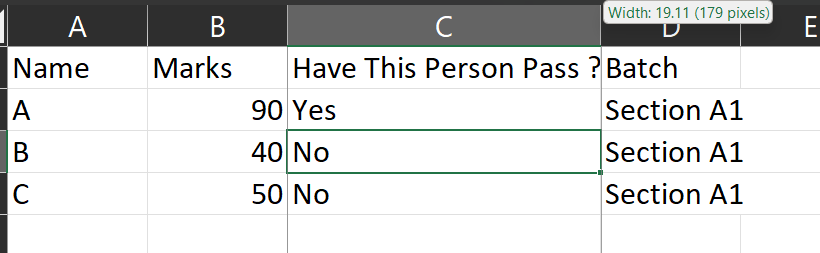 Width: 19.11 (179 pixels)
A B C D E
Name Marks Have This Person Pass ? Batch
A 90 Yes Section A1
B 40 No Section A1
C 50 No Section A1